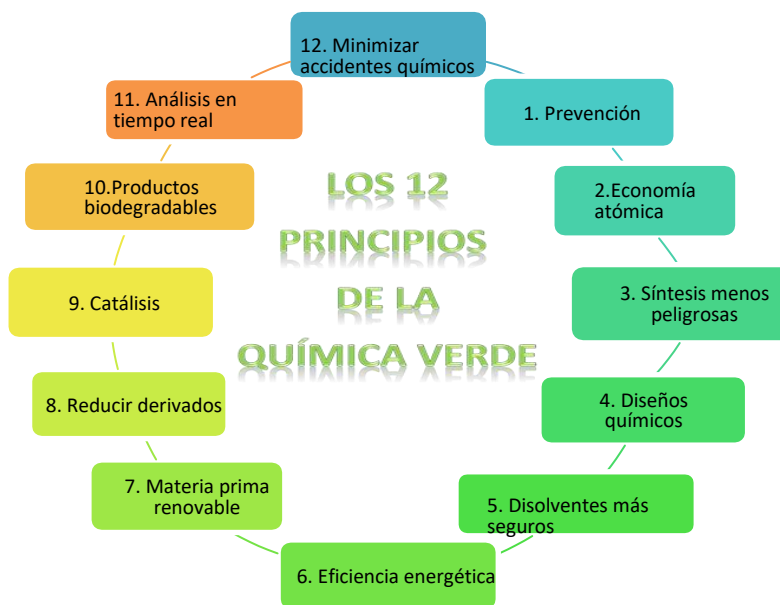 12. Minimizar
accidentes químicos
1. Prevención
2.Economía
atómica
3. Síntesis menos
peligrosas
4. Diseños
químicos
5. Disolventes más
seguros
6. Eficiencia energética
7. Materia prima
renovable
8. Reducir derivados
9. Catálisis
10.Productos
biodegradables
11. Análisis en
tiempo real
LOS 12
PRINCIPIOS
DE LA
QUÍMICA VERDE